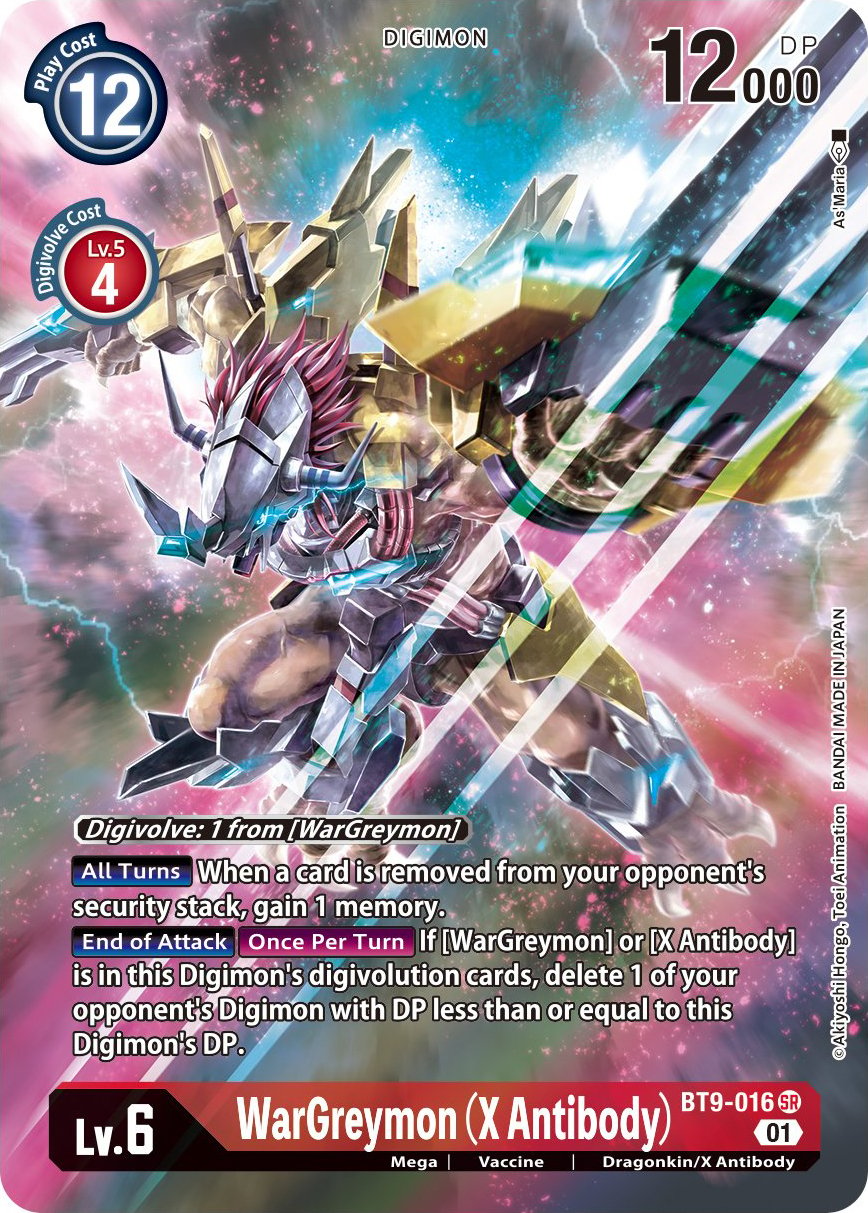 DIGIMON
Play Cost
12
12000
DP
As'Maria
Digivolve Cost
Lv.5
4
Digivolve: 1 from [WarGreymon]
All Turns When a card is removed from your opponent's
security stack, gain 1 memory.
End of Attack Once Per Turn If [WarGreymon] or [X Antibody]
is in this Digimon's digivolution cards, delete 1 of your
opponent's Digimon with DP less than or equal to this
Digimon's DP.
©Akiyoshi Hongo, Toei Animation BANDAI MADE IN JAPAN
Lv.6
WarGreymon (X Antibody)
BT9-016 SR
01
Mega | Vaccine | Dragonkin/X Antibody